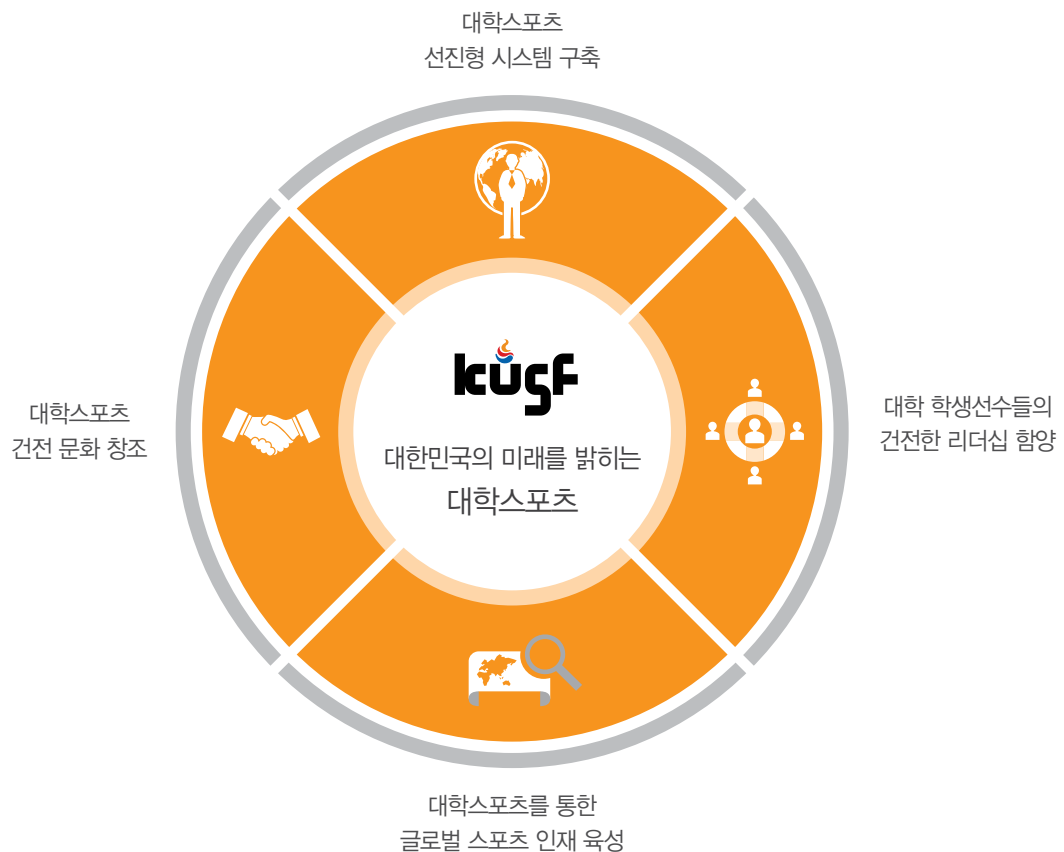 대학스포츠
선진형 시스템 구축
kusf
대한민국의 미래를 밝히는
대학스포츠
대학스포츠
건전 문화 창조
대학 학생선수들의
건전한 리더십 함양
대학스포츠를 통한
글로벌 스포츠 인재 육성